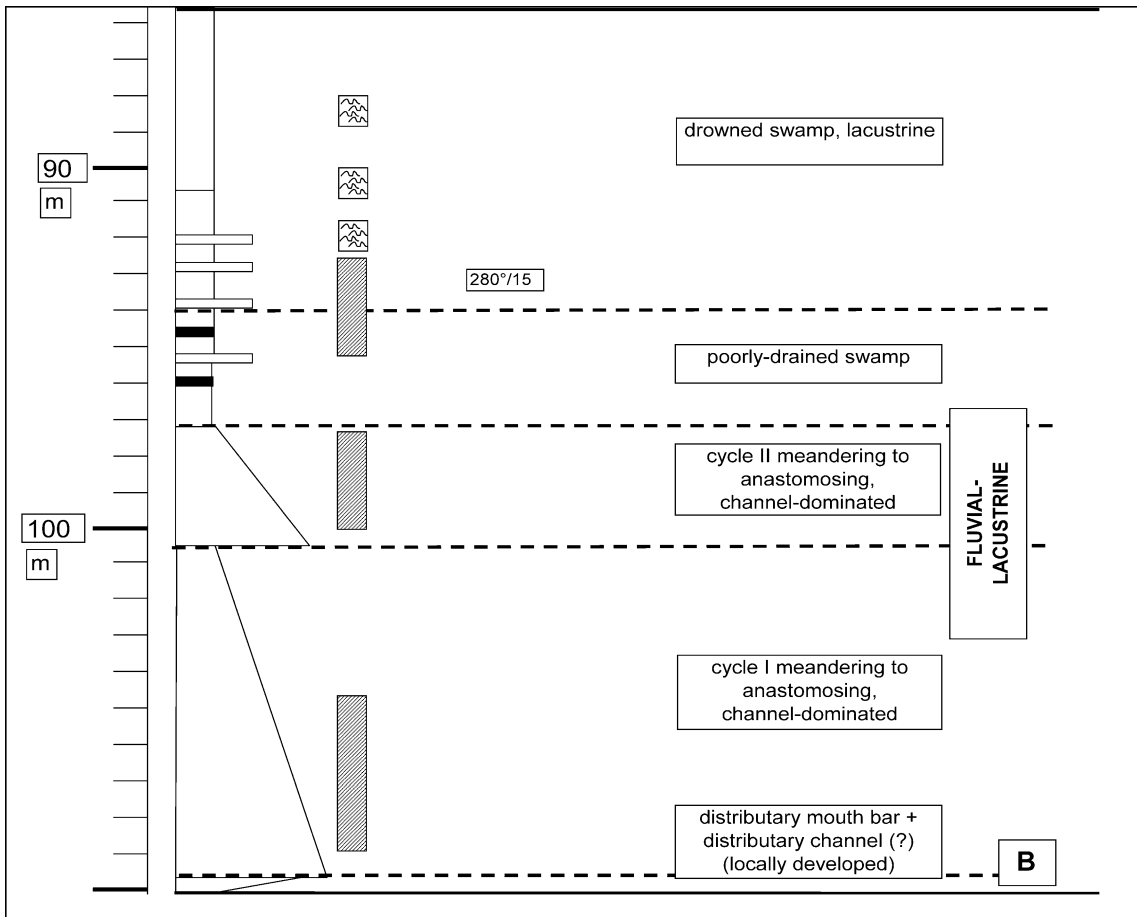 drowned swamp, lacustrine
90
m
280°/15
poorly-drained swamp
cycle II meandering to
anastomosing,
channel-dominated
100
m
FLUVIAL-
LACUSTRINE
cycle I meandering to
anastomosing,
channel-dominated
distributary mouth bar +
distributary channel (?)
(locally developed)
B